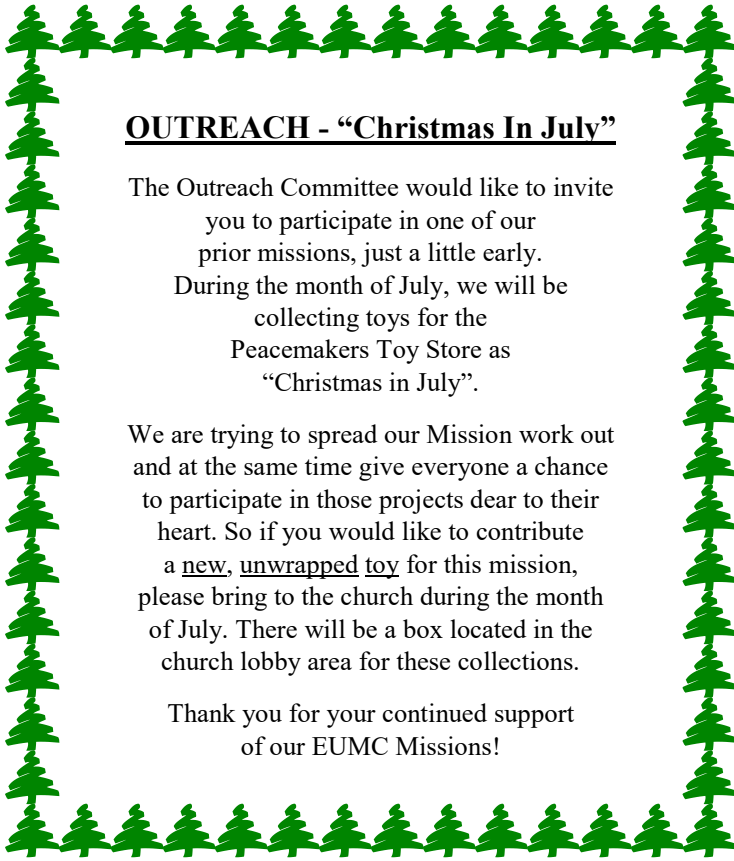 OUTREACH - “Christmas In July”
The Outreach Committee would like to invite
you to participate in one of our
prior missions, just a little early.
During the month of July, we will be
collecting toys for the
Peacemakers Toy Store as
“Christmas in July”.
We are trying to spread our Mission work out
and at the same time give everyone a chance
to participate in those projects dear to their
heart. So if you would like to contribute
a new, unwrapped toy for this mission,
please bring to the church during the month
of July. There will be a box located in the
church lobby area for these collections.
Thank you for your continued support
of our EUMC Missions!